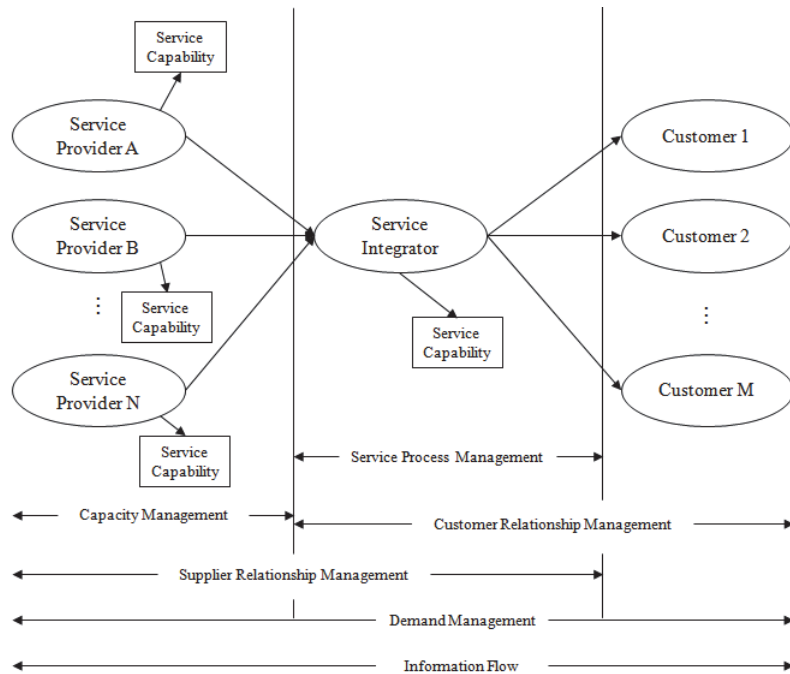 Service
Capability
Service
Provider A
Customer 1
Service
Provider B
Service
Integrator
Customer 2
⋮
Service
Capability
⋮
Service
Capability
Service
Provider N
Customer M
Service
Capability
Service Process Management
Capacity Management
Customer Relationship Management
Supplier Relationship Management
Demand Management
Information Flow